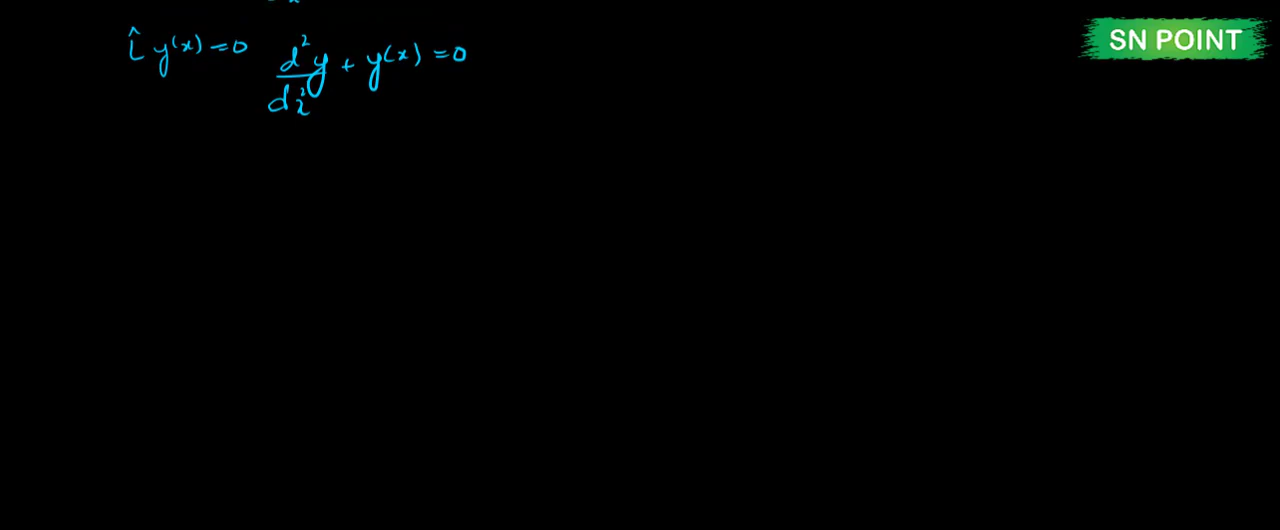 L̂ y(x) = 0   d²y/dx² + y(x) = 0
SN POINT